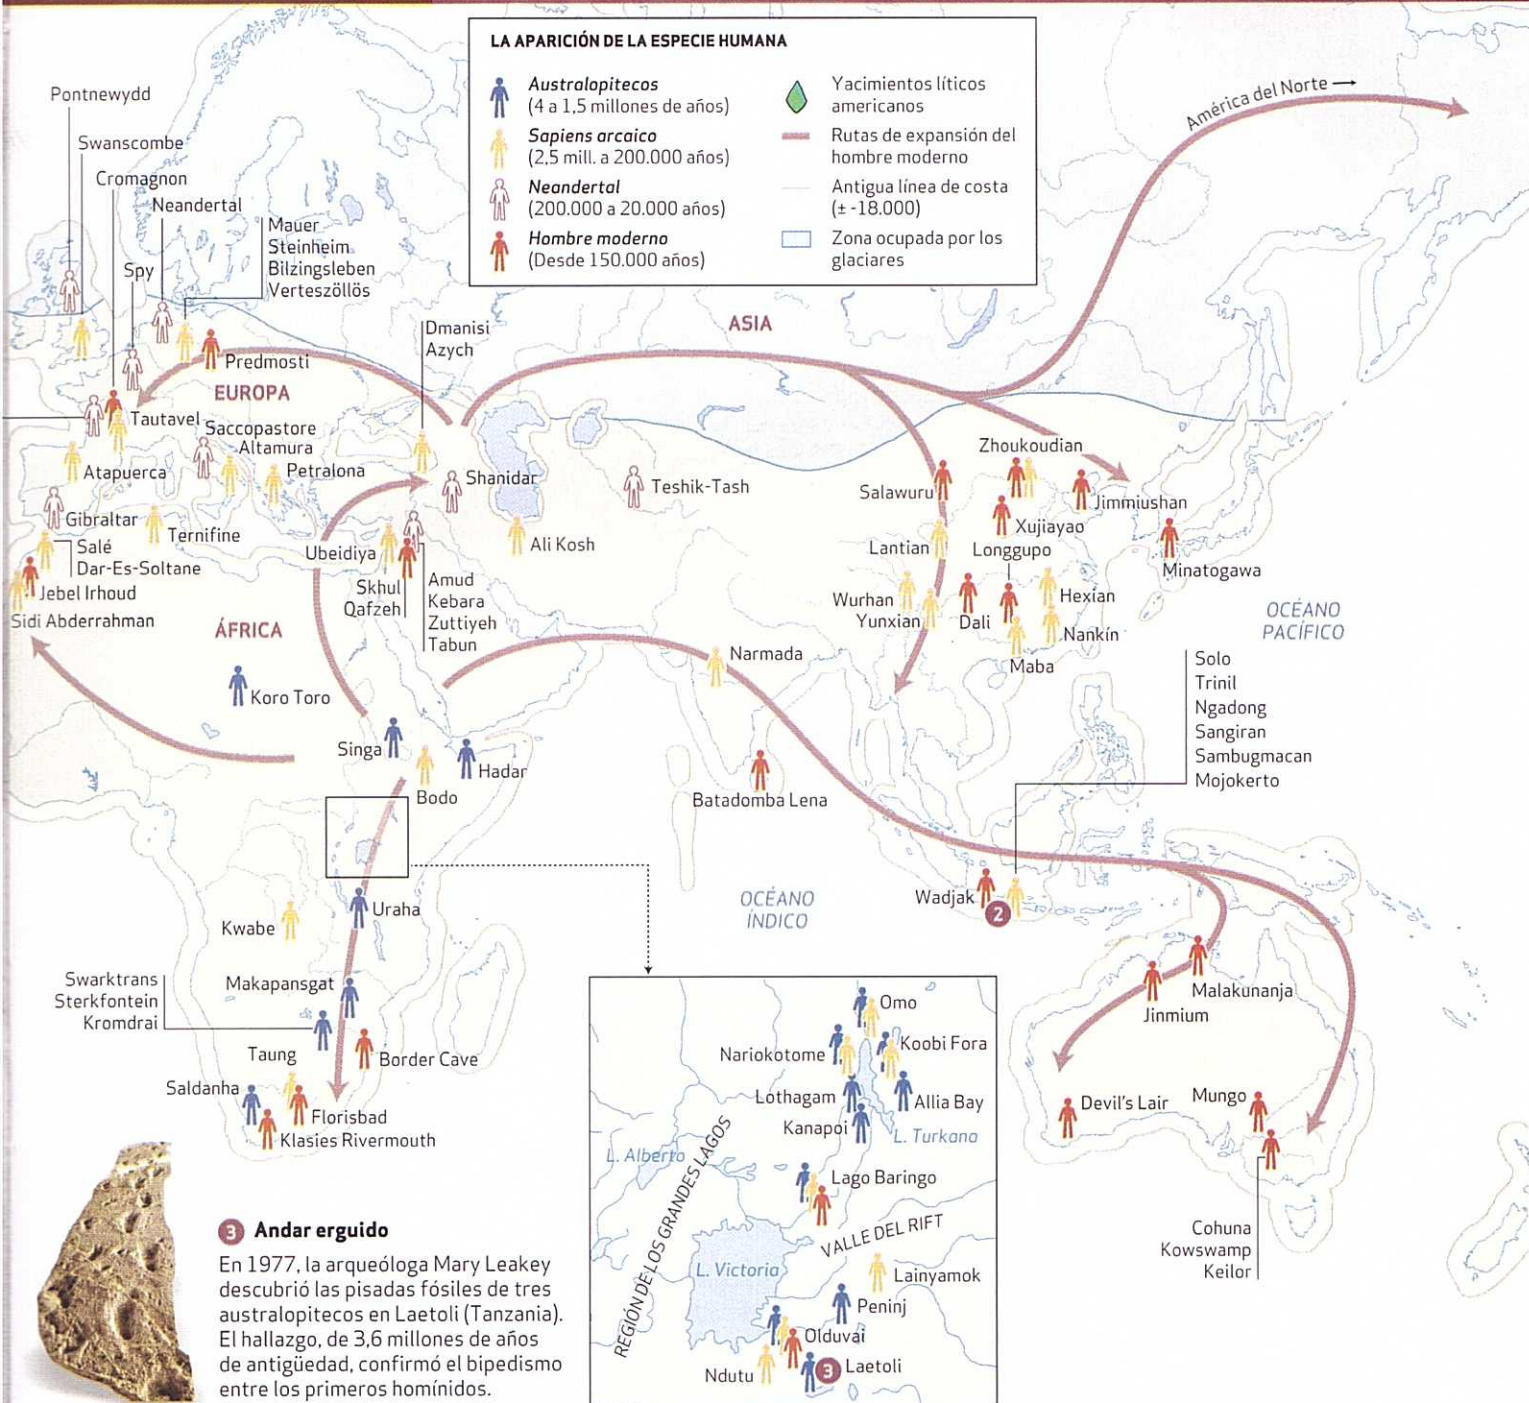 LA APARICIÓN DE LA ESPECIE HUMANA
Australopitecos
(4 a 1,5 millones de años)
Sapiens arcaico
(2,5 mill. a 200.000 años)
Neandertal
(200.000 a 20.000 años)
Hombre moderno
(Desde 150.000 años)
Yacimientos líticos
americanos
Rutas de expansión del
hombre moderno
Antigua línea de costa
(± -18.000)
Zona ocupada por los
glaciares
América del Norte
Pontnewydd
Swanscombe
Cromagnon
Neandertal
Mauer
Steinheim
Bilzingsleben
Verteszöllös
Spy
Predmosti
EUROPA
Tautavel
Saccopastore
Altamura
Petralona
Atapuerca
Gibraltar
Ternifine
Salé
Dar-Es-Soltane
Jebel Irhoud
Sidi Abderrahman
Dmanisi
Azych
ASIA
Shanidar
Teshik-Tash
Ali Kosh
Ubeidiya
Skhul
Qafzeh
Amud
Kebara
Zuttiyeh
Tabun
Zhoukoudian
Salawuru
Jimmiushan
Xujiayao
Lantian
Longgupo
Minatogawa
Wurhan
Yunxian
Dali
Hexian
Nankín
Maba
OCÉANO
PACÍFICO
ÁFRICA
Koro Toro
Singa
Hadar
Bodo
Narmada
Batadomba Lena
Solo
Trinil
Ngadong
Sangiran
Sambugmacan
Mojokerto
Wadjak
2
OCÉANO
ÍNDICO
Uraha
Kwabe
Makapansgat
Swarktrans
Sterkfontein
Kromdrai
Taung
Border Cave
Saldanha
Florisbad
Klasies Rivermouth
Malakunanja
Jinmium
Devil's Lair
Mungo
Cohuna
Kowswamp
Keilor
Omo
Nariokotome
Koobi Fora
Lothagam
Allia Bay
Kanapoi
L. Turkana
L. Alberto
REGIÓN DE LOS GRANDES LAGOS
Lago Baringo
VALLE DEL RIFT
L. Victoria
Lainyamok
Peninj
Olduvai
Ndutu
3
Laetoli
3 Andar erguido
En 1977, la arqueóloga Mary Leakey
descubrió las pisadas fósiles de tres
australopitecos en Laetoli (Tanzania).
El hallazgo, de 3,6 millones de años
de antigüedad, confirmó el bipedismo
entre los primeros homínidos.